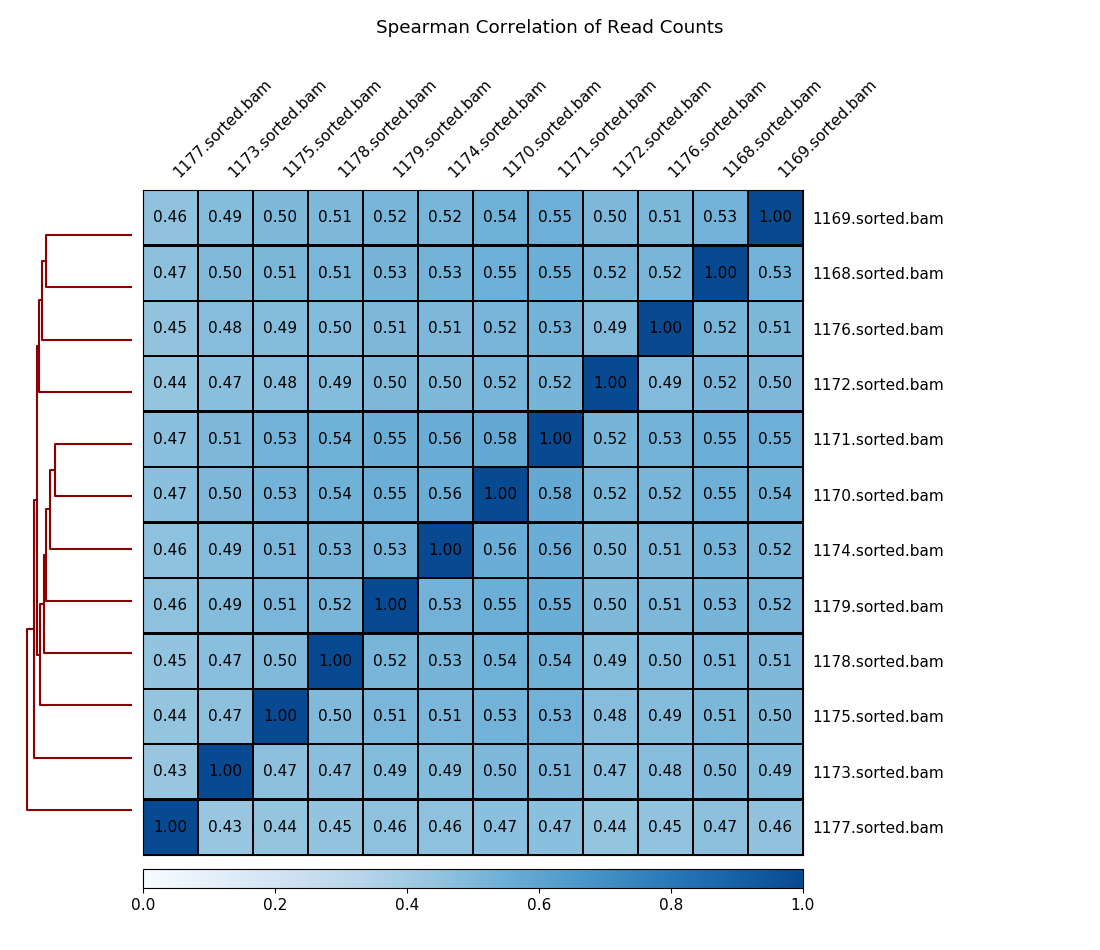 Spearman Correlation of Read Counts
1177.sorted.bam 1173.sorted.bam 1175.sorted.bam 1178.sorted.bam 1179.sorted.bam 1174.sorted.bam 1170.sorted.bam 1171.sorted.bam 1172.sorted.bam 1176.sorted.bam 1168.sorted.bam 1169.sorted.bam
0.46 0.49 0.50 0.51 0.52 0.52 0.54 0.55 0.50 0.51 0.53 1.00 1169.sorted.bam
0.47 0.50 0.51 0.51 0.53 0.53 0.55 0.55 0.52 0.52 1.00 0.53 1168.sorted.bam
0.45 0.48 0.49 0.50 0.51 0.51 0.52 0.53 0.49 1.00 0.52 0.51 1176.sorted.bam
0.44 0.47 0.48 0.49 0.50 0.50 0.52 0.52 1.00 0.49 0.52 0.50 1172.sorted.bam
0.47 0.51 0.53 0.54 0.55 0.56 0.58 1.00 0.52 0.53 0.55 0.55 1171.sorted.bam
0.47 0.50 0.53 0.54 0.55 0.56 1.00 0.58 0.52 0.52 0.55 0.54 1170.sorted.bam
0.46 0.49 0.51 0.53 0.53 1.00 0.56 0.56 0.50 0.51 0.53 0.52 1174.sorted.bam
0.46 0.49 0.51 0.52 1.00 0.53 0.55 0.55 0.50 0.51 0.53 0.52 1179.sorted.bam
0.45 0.47 0.50 1.00 0.52 0.53 0.54 0.54 0.49 0.50 0.51 0.51 1178.sorted.bam
0.44 0.47 1.00 0.50 0.51 0.51 0.53 0.53 0.48 0.49 0.51 0.50 1175.sorted.bam
0.43 1.00 0.47 0.47 0.49 0.49 0.50 0.51 0.47 0.48 0.50 0.49 1173.sorted.bam
1.00 0.43 0.44 0.45 0.46 0.46 0.47 0.47 0.44 0.45 0.47 0.46 1177.sorted.bam
0.0 0.2 0.4 0.6 0.8 1.0